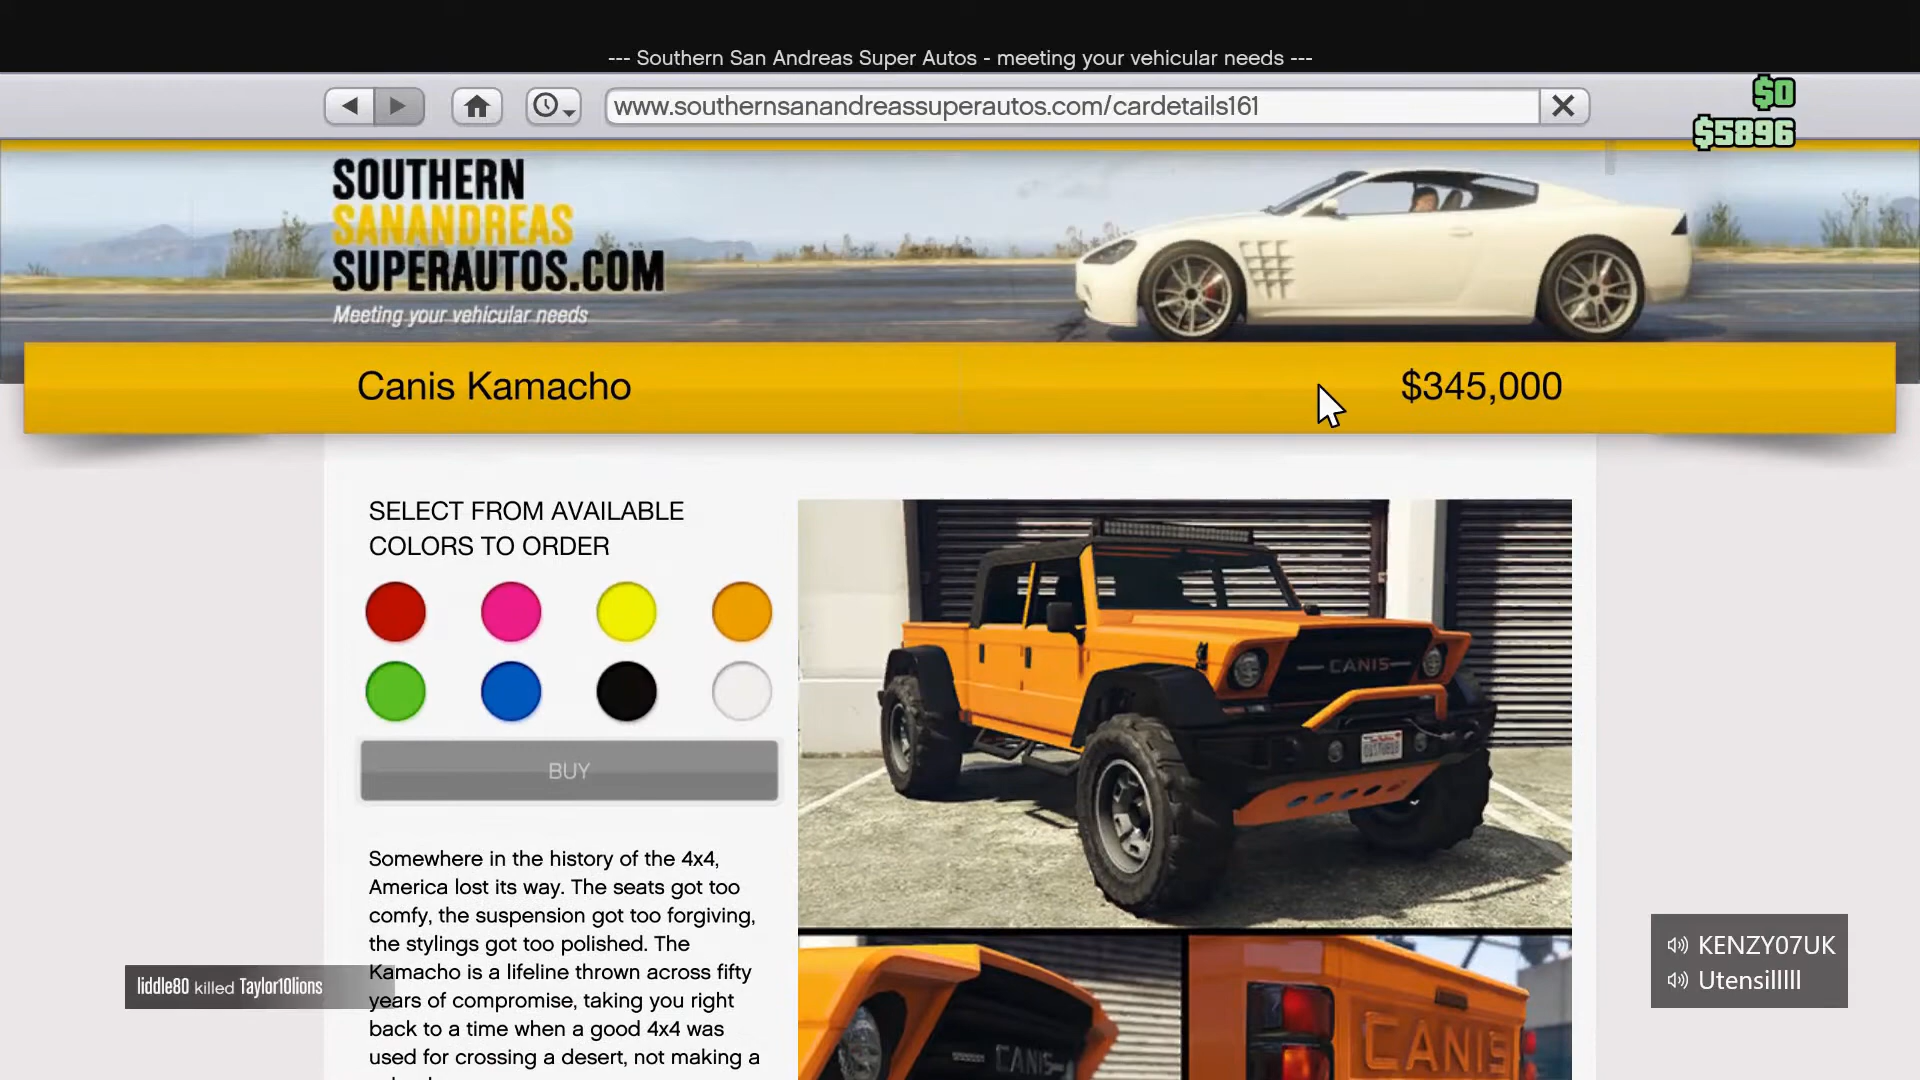 --- Southern San Andreas Super Autos - meeting your vehicular needs ---
www.southernsanandreassuperautos.com/cardetails161
$0
$5896
SOUTHERN
SANANDREAS
SUPERAUTOS.COM
Meeting your vehicular needs
Canis Kamacho
$345,000
SELECT FROM AVAILABLE
COLORS TO ORDER
BUY
CANIS
Somewhere in the history of the 4x4,
America lost its way. The seats got too
comfy, the suspension got too forgiving,
the stylings got too polished. The
Kamacho is a lifeline thrown across fifty
years of compromise, taking you right
back to a time when a good 4x4 was
used for crossing a desert, not making a
CANIS
CANIS
liddle80 killed Taylor10lions
KENZY07UK
Utensilllll